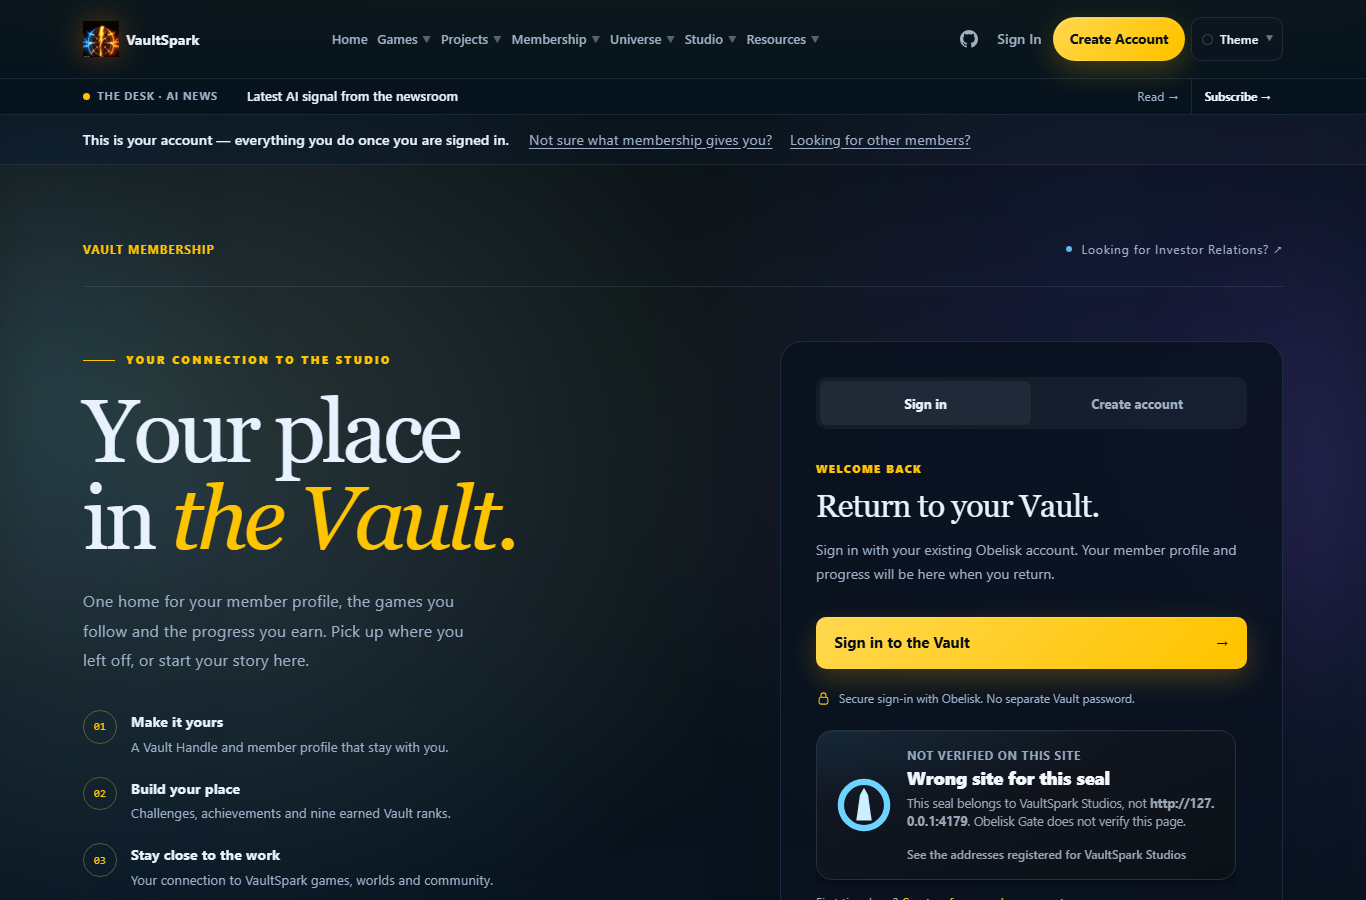 VaultSpark
Home Games Projects Membership Universe Studio Resources
Sign In
Create Account
Theme
THE DESK · AI NEWS
Latest AI signal from the newsroom
Read →
Subscribe →
This is your account — everything you do once you are signed in.
Not sure what membership gives you?
Looking for other members?
VAULT MEMBERSHIP
Looking for Investor Relations? ↗
YOUR CONNECTION TO THE STUDIO
Your place
in the Vault.
One home for your member profile, the games you
follow and the progress you earn. Pick up where you
left off, or start your story here.
01
Make it yours
A Vault Handle and member profile that stay with you.
02
Build your place
Challenges, achievements and nine earned Vault ranks.
03
Stay close to the work
Your connection to VaultSpark games, worlds and community.
Sign in
Create account
WELCOME BACK
Return to your Vault.
Sign in with your existing Obelisk account. Your member profile and
progress will be here when you return.
Sign in to the Vault →
Secure sign-in with Obelisk. No separate Vault password.
NOT VERIFIED ON THIS SITE
Wrong site for this seal
This seal belongs to VaultSpark Studios, not http://127.
0.0.1:4179. Obelisk Gate does not verify this page.
See the addresses registered for VaultSpark Studios